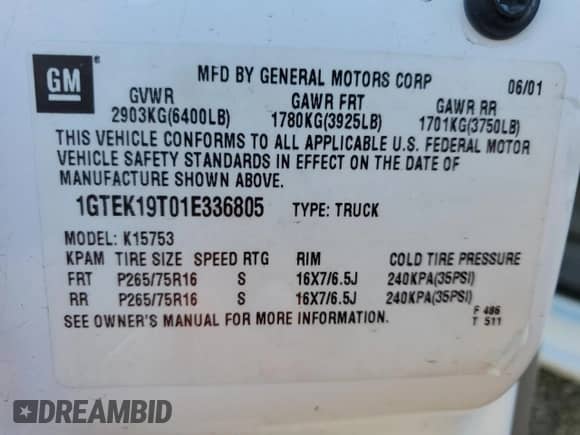 GM ®
MFD BY GENERAL MOTORS CORP 06/01
GVWR GAWR FRT GAWR RR
2903KG(6400LB) 1780KG(3925LB) 1701KG(3750LB)
THIS VEHICLE CONFORMS TO ALL APPLICABLE U.S. FEDERAL MOTOR
VEHICLE SAFETY STANDARDS IN EFFECT ON THE DATE OF
MANUFACTURE SHOWN ABOVE.
1GTEK19T01E336805 TYPE: TRUCK
MODEL: K15753
KPAM TIRE SIZE SPEED RTG RIM COLD TIRE PRESSURE
FRT P265/75R16 S 16X7/6.5J 240KPA(35PSI)
RR P265/75R16 S 16X7/6.5J 240KPA(35PSI)
SEE OWNER'S MANUAL FOR MORE INFORMATION.
F 486
T 511
DREAMBID